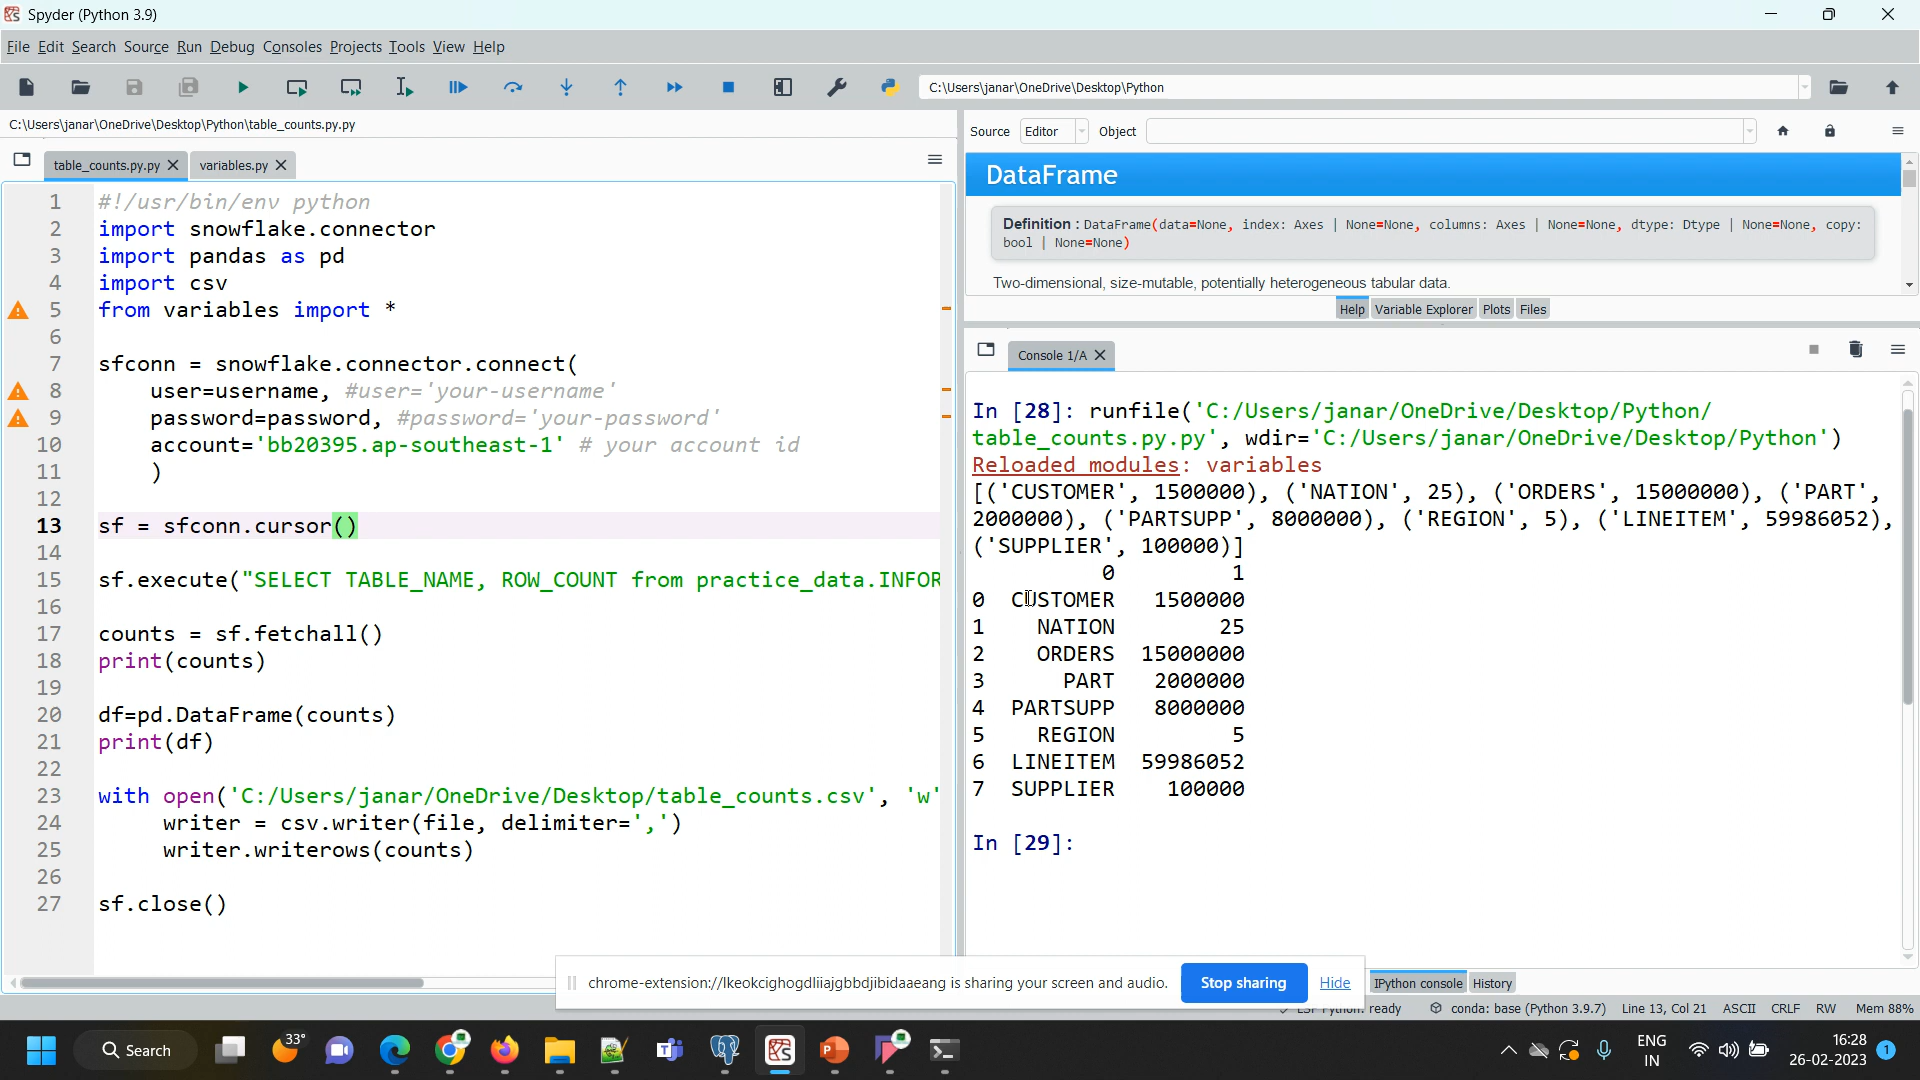 Spyder (Python 3.9)
File Edit Search Source Run Debug Consoles Projects Tools View Help
C:\Users\janar\OneDrive\Desktop\Python
C:\Users\janar\OneDrive\Desktop\Python\table_counts.py.py
table_counts.py.py variables.py
1 #!/usr/bin/env python
2 import snowflake.connector
3 import pandas as pd
4 import csv
5 from variables import *
6
7 sfconn = snowflake.connector.connect(
8 user=username, #user='your-username'
9 password=password, #password='your-password'
10 account='bb20395.ap-southeast-1' # your account id
11 )
12
13 sf = sfconn.cursor()
14
15 sf.execute("SELECT TABLE_NAME, ROW_COUNT from practice_data.INFOR
16
17 counts = sf.fetchall()
18 print(counts)
19
20 df=pd.DataFrame(counts)
21 print(df)
22
23 with open('C:/Users/janar/OneDrive/Desktop/table_counts.csv', 'w'
24 writer = csv.writer(file, delimiter=',')
25 writer.writerows(counts)
26
27 sf.close()
Source Editor Object
DataFrame
Definition : DataFrame(data=None, index: Axes | None=None, columns: Axes | None=None, dtype: Dtype | None=None, copy:
bool | None=None)
Two-dimensional, size-mutable, potentially heterogeneous tabular data.
Help Variable Explorer Plots Files
Console 1/A
In [28]: runfile('C:/Users/janar/OneDrive/Desktop/Python/
table_counts.py.py', wdir='C:/Users/janar/OneDrive/Desktop/Python')
Reloaded modules: variables
[('CUSTOMER', 1500000), ('NATION', 25), ('ORDERS', 15000000), ('PART',
2000000), ('PARTSUPP', 8000000), ('REGION', 5), ('LINEITEM', 59986052),
('SUPPLIER', 100000)]
0 1
0 CUSTOMER 1500000
1 NATION 25
2 ORDERS 15000000
3 PART 2000000
4 PARTSUPP 8000000
5 REGION 5
6 LINEITEM 59986052
7 SUPPLIER 100000
In [29]:
chrome-extension://lkeokcighogdliiajgbbdjibidaaeang is sharing your screen and audio. Stop sharing Hide
IPython console History
LSP Python: ready conda: base (Python 3.9.7) Line 13, Col 21 ASCII CRLF RW Mem 88%
Search 33° ENG
IN 16:28
26-02-2023 1